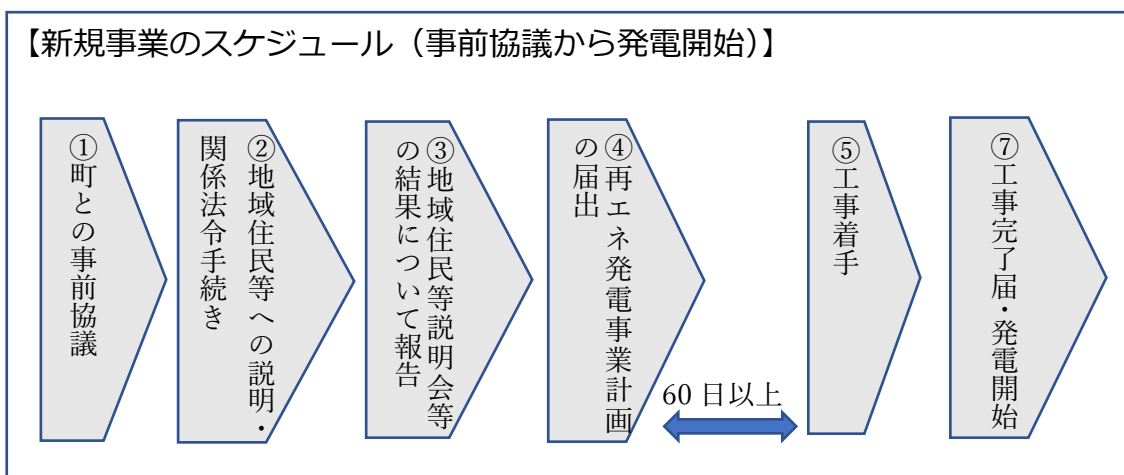 【新規事業のスケジュール（事前協議から発電開始）】
①町との事前協議
②地域住民等への説明・
関係法令手続き
③地域住民等説明会等
の結果について報告
④再エネ発電事業計画
の届出
60 日以上
⑤工事着手
⑦工事完了届・発電開始